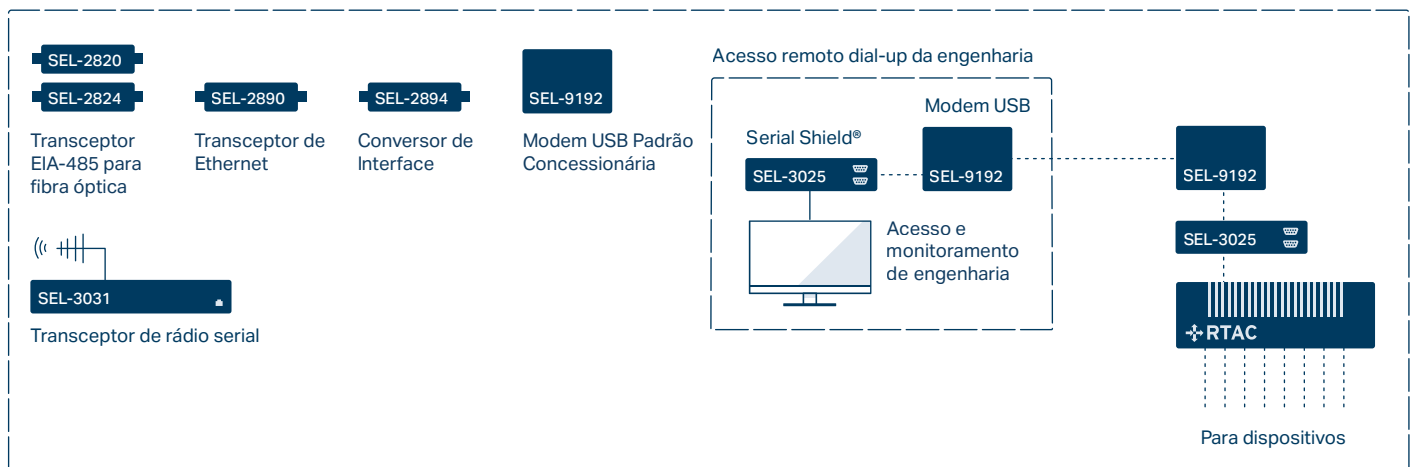 SEL-2820
SEL-2824
Transceptor
EIA-485 para
fibra óptica
SEL-2890
Transceptor de
Ethernet
SEL-2894
Conversor de
Interface
SEL-9192
Modem USB Padrão
Concessionária
SEL-3031
Transceptor de rádio serial
Acesso remoto dial-up da engenharia
Modem USB
Serial Shield®
SEL-3025
SEL-9192
Acesso e
monitoramento
de engenharia
SEL-9192
SEL-3025
RTAC
Para dispositivos